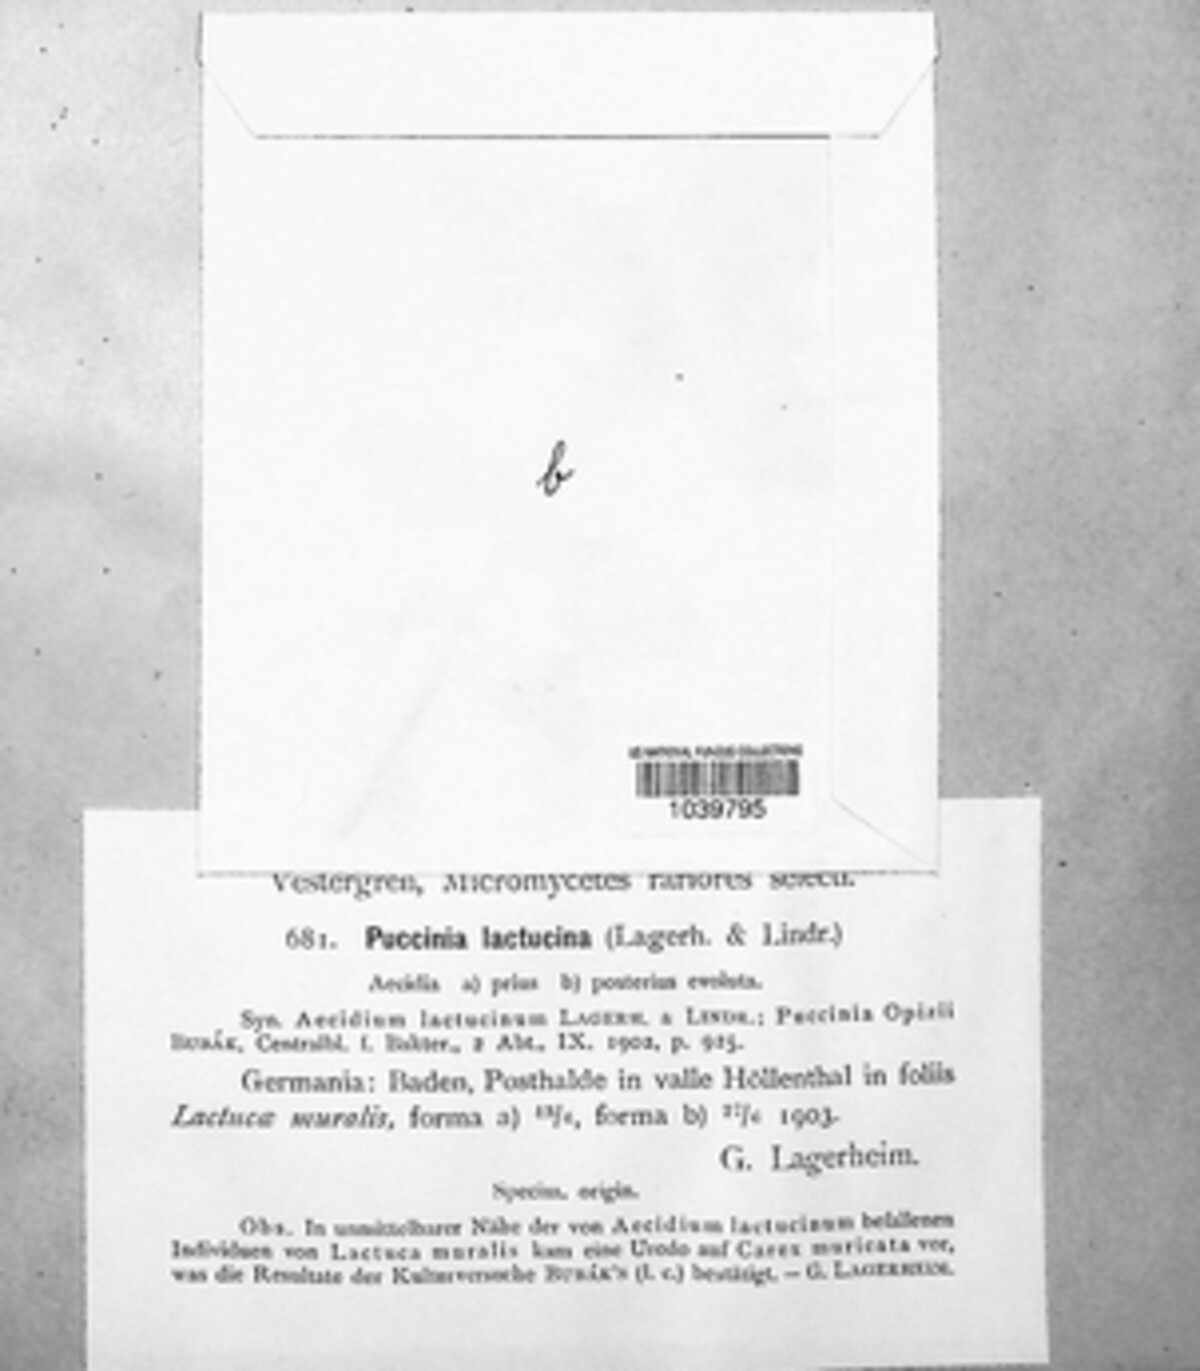 b
US NATIONAL FUNGUS COLLECTIONS
1039795
Vestergren, Micromycetes rariores selecti.
681. Puccinia lactucina (Lagerh. & Lindr.)
Aecidia a) prius b) posterius evoluta.
Syn. Aecidium lactucinum LAGERH. & LINDR.; Puccinia Opizii
BUBÁK, Centralbl. f. Bakter., 2 Abt., IX. 1902, p. 925.
Germania: Baden, Posthalde in valle Höllenthal in foliis
Lactucæ muralis, forma a) forma b) 1903.
G. Lagerheim.
Specim. origin.
Obs. In unmittelbarer Nähe der von Aecidium lactucinum befallenen
Individuen von Lactuca muralis kam eine Uredo auf Carex muricata vor,
was die Resultate der Kulturversuche BUBÁK'S (l. c.) bestätigt. — G. LAGERHEIM.